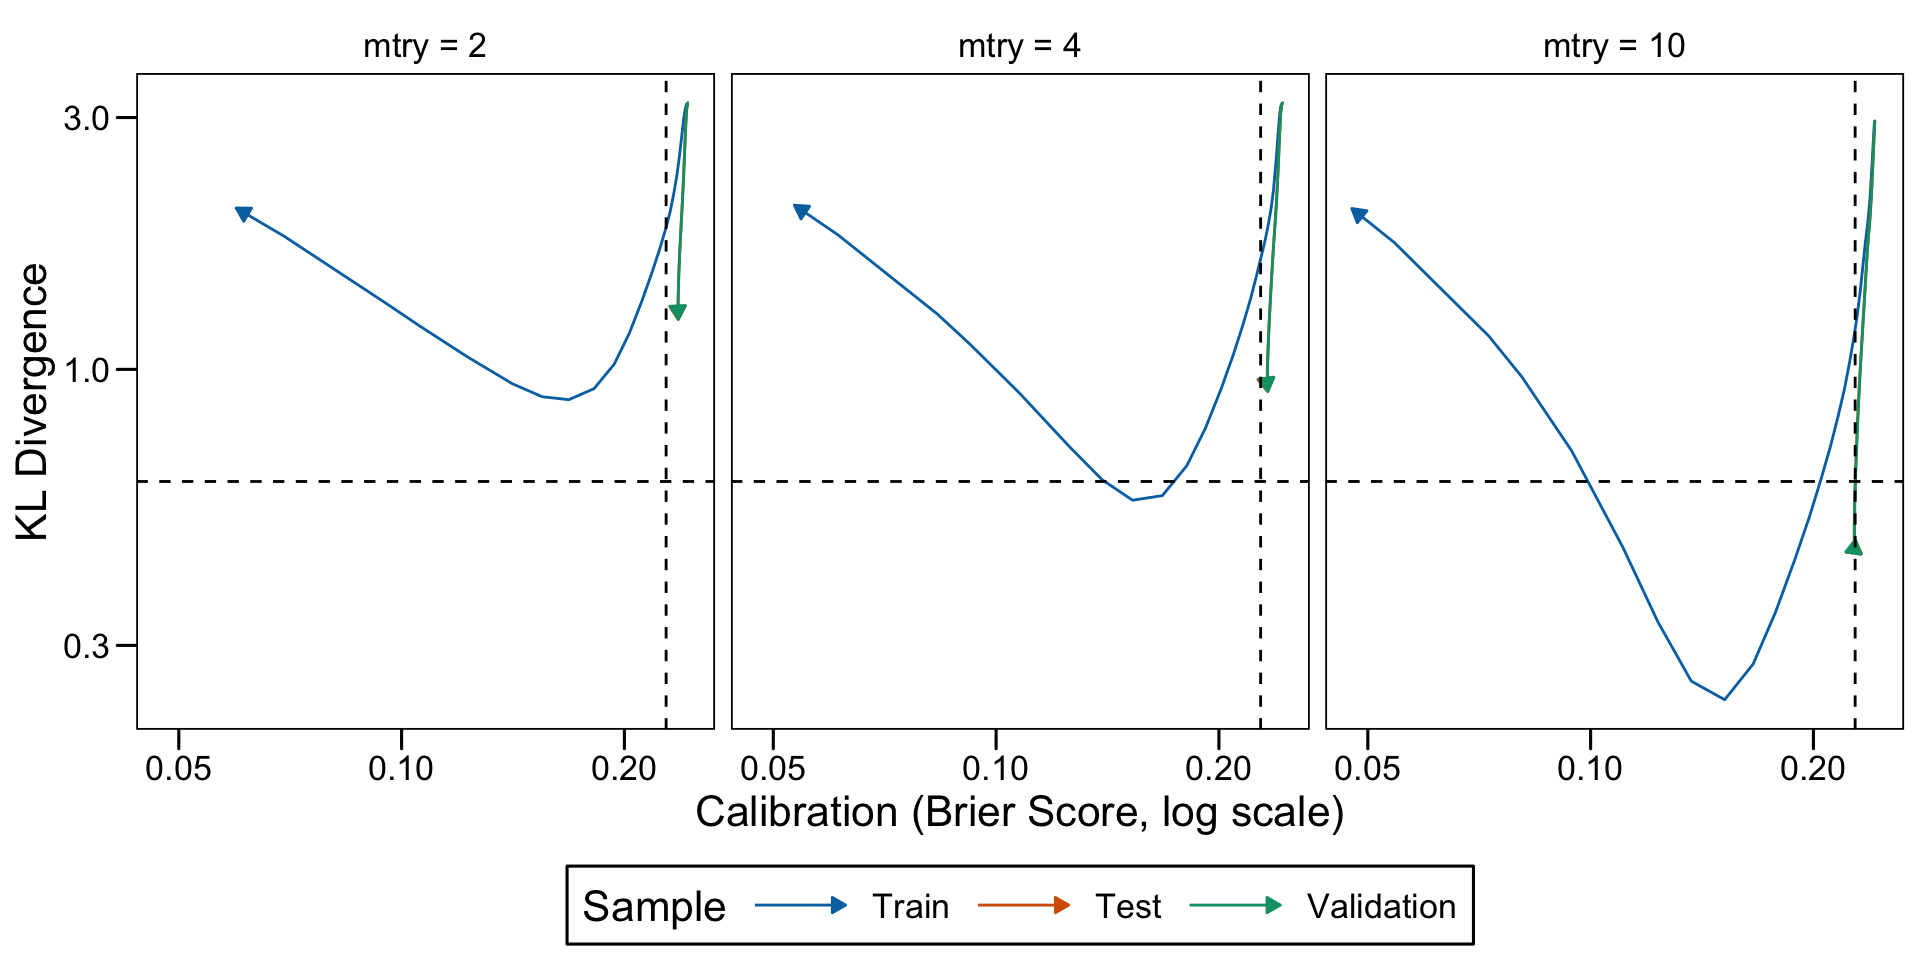 mtry = 2
mtry = 4
mtry = 10
KL Divergence
3.0
1.0
0.3
0.05 0.10 0.20
0.05 0.10 0.20
0.05 0.10 0.20
Calibration (Brier Score, log scale)
Sample Train Test Validation